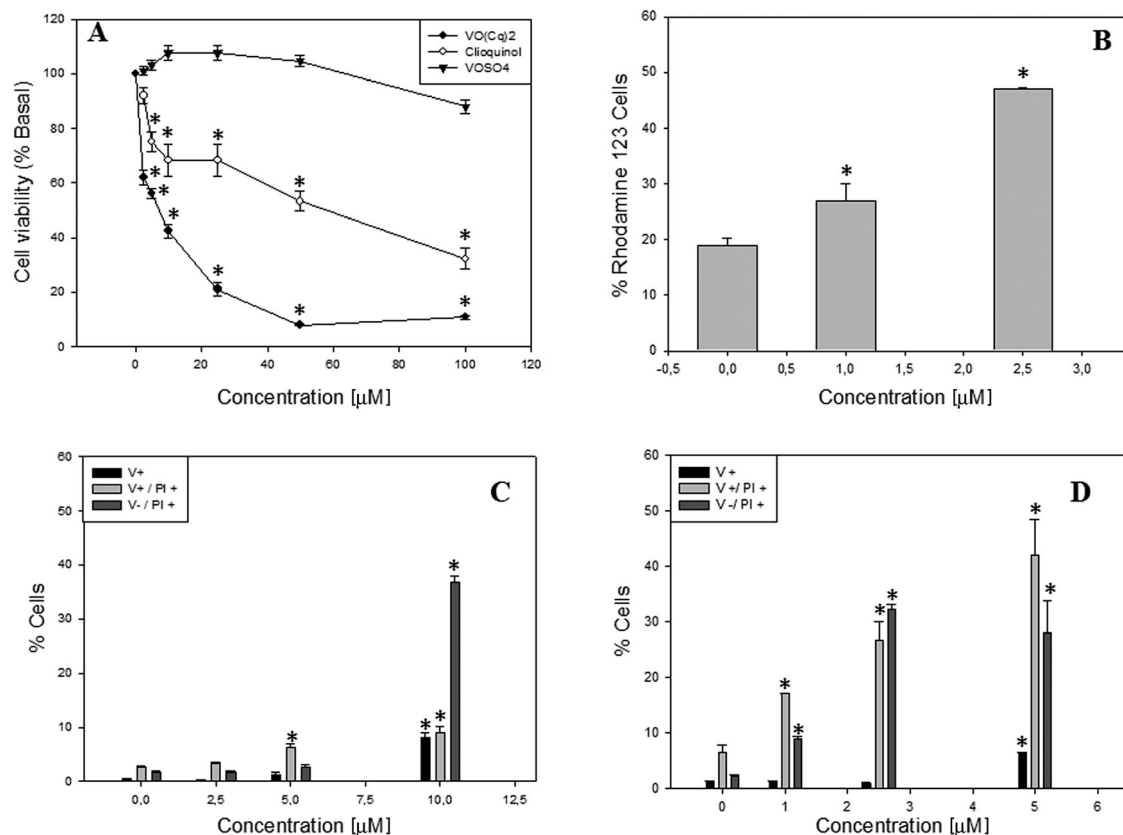 A
VO(Cq)2
Clioquinol
VOSO4
Cell viability (% Basal)
120
100
80
60
40
20
0
* * * * * *
* * * * * *
0 20 40 60 80 100 120
Concentration [µM]
B
% Rhodamine 123 Cells
60
50
40
30
20
10
0
* *
-0,5 0,0 0,5 1,0 1,5 2,0 2,5 3,0
Concentration [µM]
C
V+
V+ / PI +
V- / PI +
% Cells
60
50
40
30
20
10
0
* * * *
0,0 2,5 5,0 7,5 10,0 12,5
Concentration [µM]
D
V +
V +/ PI +
V -/ PI +
% Cells
60
50
40
30
20
10
0
* * * * * * *
0 1 2 3 4 5 6
Concentration [µM]